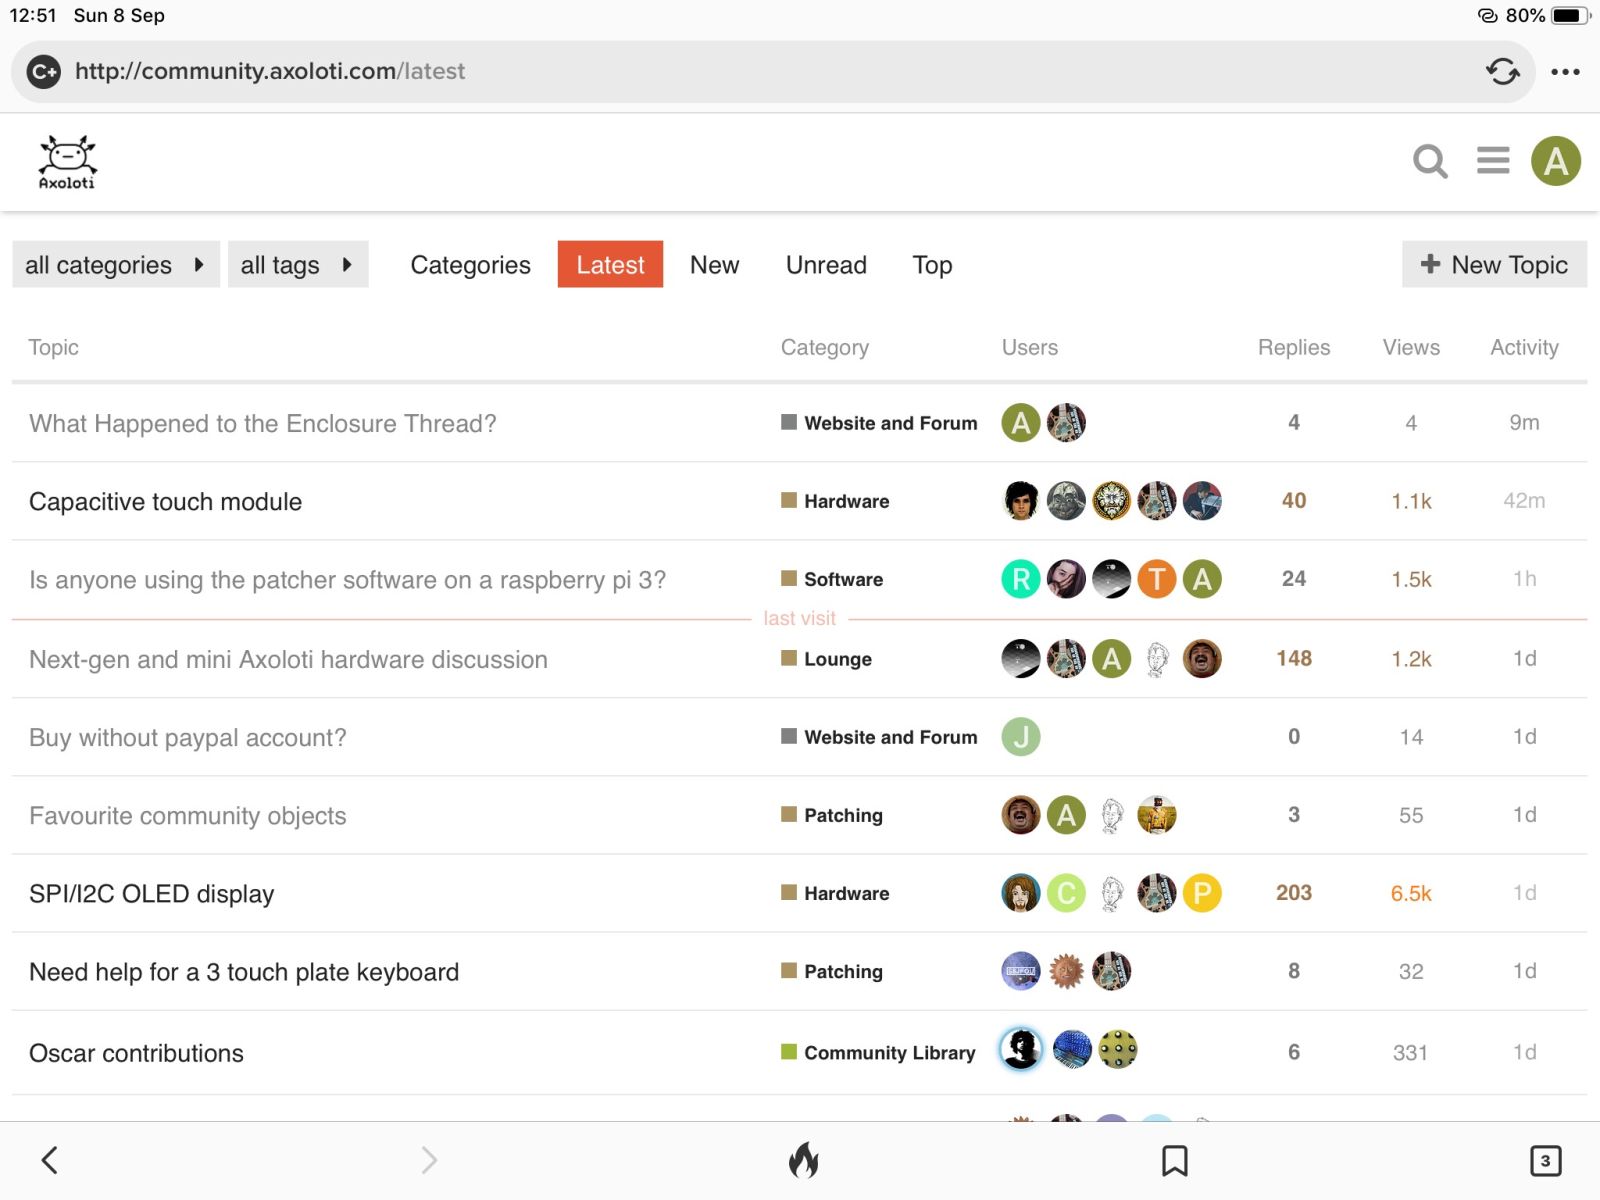 12:51 Sun 8 Sep 80%
C+ http://community.axoloti.com/latest
Axoloti A
all categories all tags Categories Latest New Unread Top + New Topic
Topic Category Users Replies Views Activity
What Happened to the Enclosure Thread? Website and Forum A 4 4 9m
Capacitive touch module Hardware 40 1.1k 42m
Is anyone using the patcher software on a raspberry pi 3? Software R T A 24 1.5k 1h
last visit
Next-gen and mini Axoloti hardware discussion Lounge A 148 1.2k 1d
Buy without paypal account? Website and Forum J 0 14 1d
Favourite community objects Patching A 3 55 1d
SPI/I2C OLED display Hardware C P 203 6.5k 1d
Need help for a 3 touch plate keyboard Patching 8 32 1d
Oscar contributions Community Library 6 331 1d
3